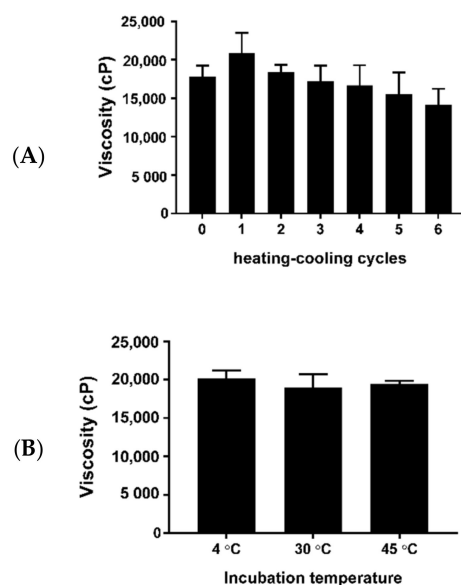 (A)
Viscosity (cP)
25,000
20,000
15,000
10,000
5 000
0
0 1 2 3 4 5 6
heating-cooling cycles
(B)
Viscosity (cP)
25,000
20,000
15,000
10,000
5 000
0
4 °C 30 °C 45 °C
Incubation temperature